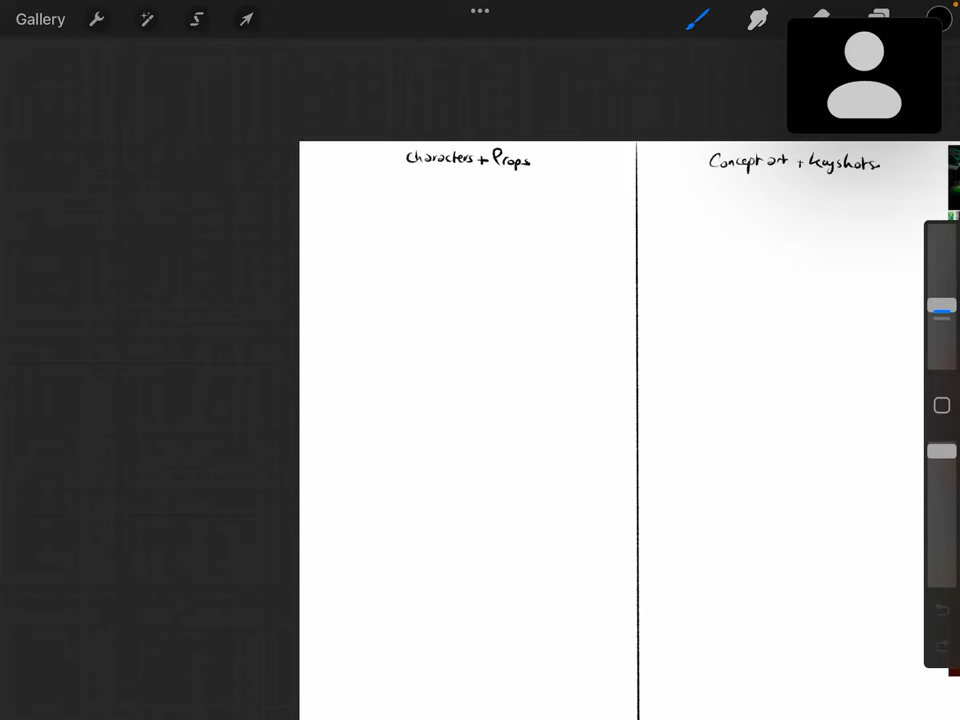 Gallery
Characters + Props
Concept art + keyshots